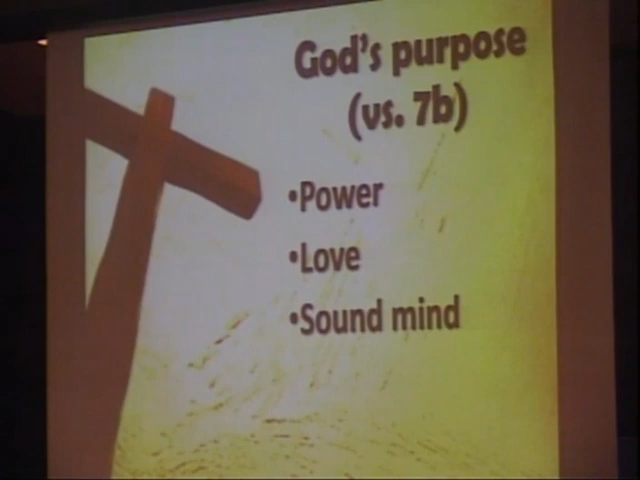 God's purpose
(vs. 7b)
•Power
•Love
•Sound mind